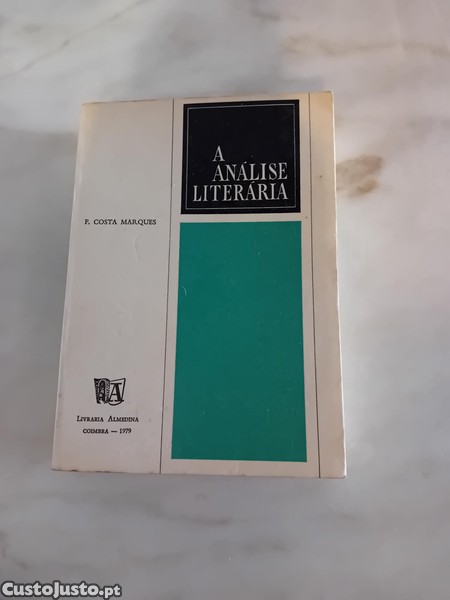 A
ANÁLISE
LITERÁRIA
F. COSTA MARQUES
LIVRARIA ALMEDINA
COIMBRA — 1979
CustoJusto.pt